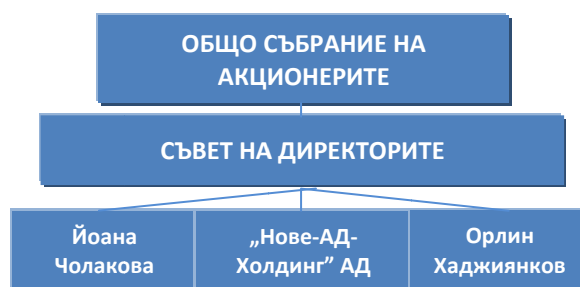 ОБЩО СЪБРАНИЕ НА
АКЦИОНЕРИТЕ
СЪВЕТ НА ДИРЕКТОРИТЕ
Йоана
Чолакова
„Нове-АД-
Холдинг” АД
Орлин
Хаджиянков